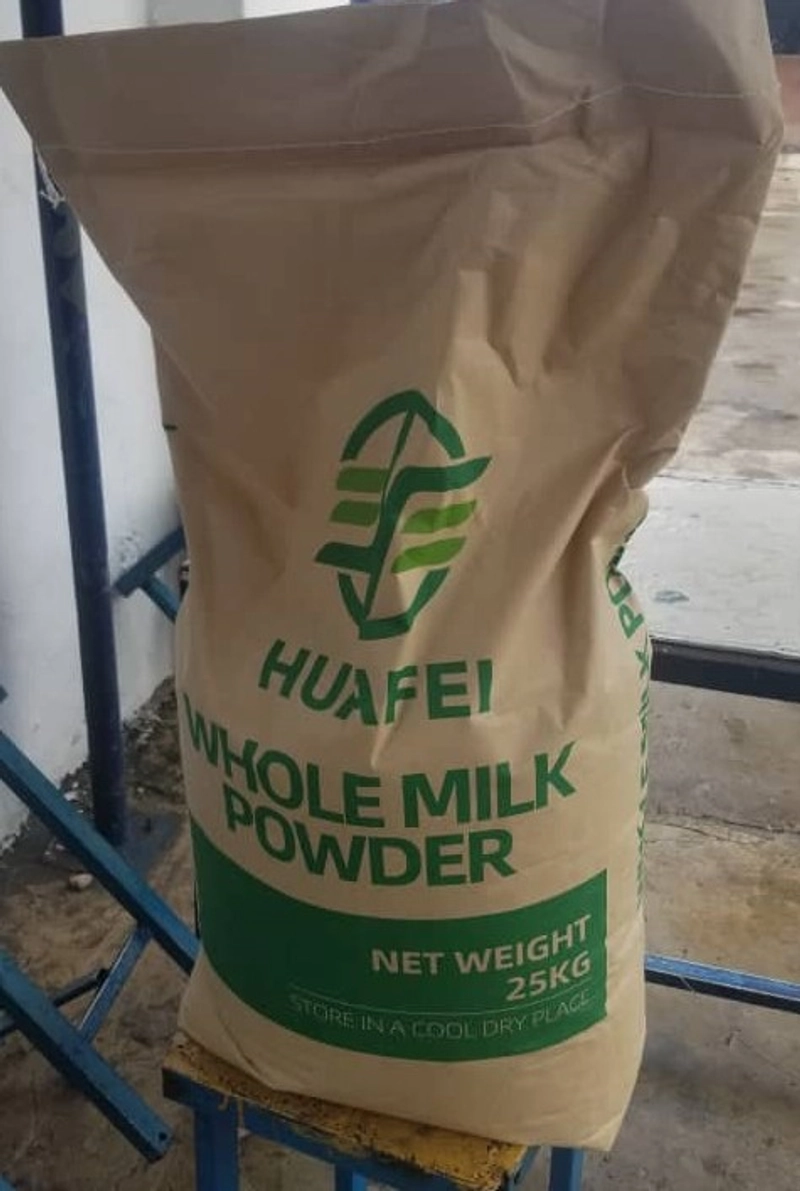 HUAFEI
WHOLE MILK
POWDER
NET WEIGHT
25KG
STORE IN A COOL DRY PLACE